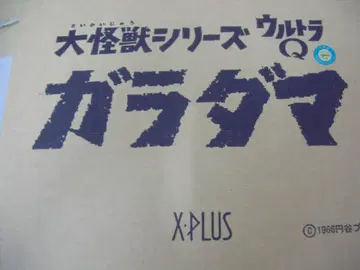 だいかいじゅう
大怪獣シリーズ ウルトラQ
ガラダマ
X·PLUS
©1966円谷プ